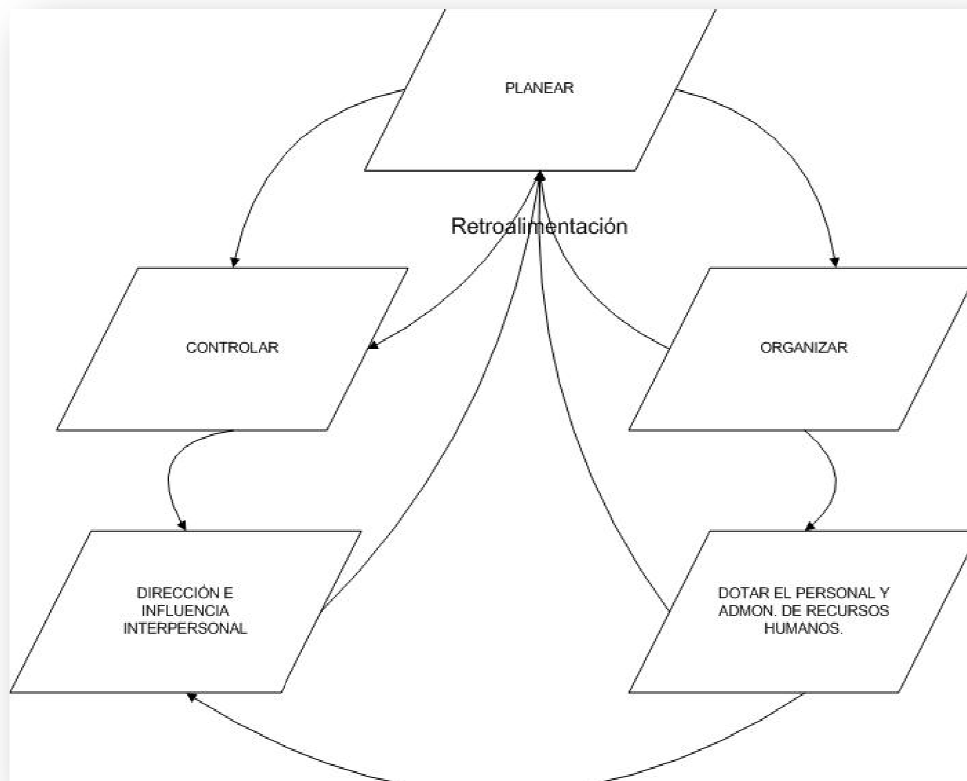 PLANEAR
Retroalimentación
CONTROLAR
ORGANIZAR
DIRECCIÓN E
INFLUENCIA
INTERPERSONAL
DOTAR EL PERSONAL Y
ADMON. DE RECURSOS
HUMANOS.